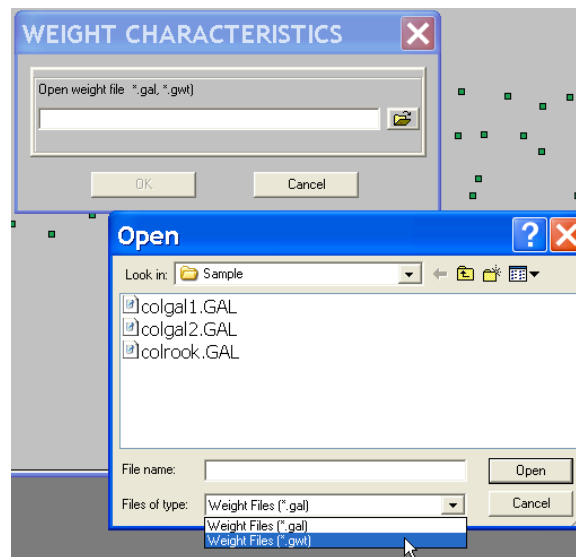 WEIGHT CHARACTERISTICS
Open weight file *.gal, *.gwt)
OK
Cancel
Open
Look in: Sample
colgal1.GAL
colgal2.GAL
colrook.GAL
File name:
Open
Files of type: Weight Files (*.gal)
Cancel
Weight Files (*.gal)
Weight Files (*.gwt)